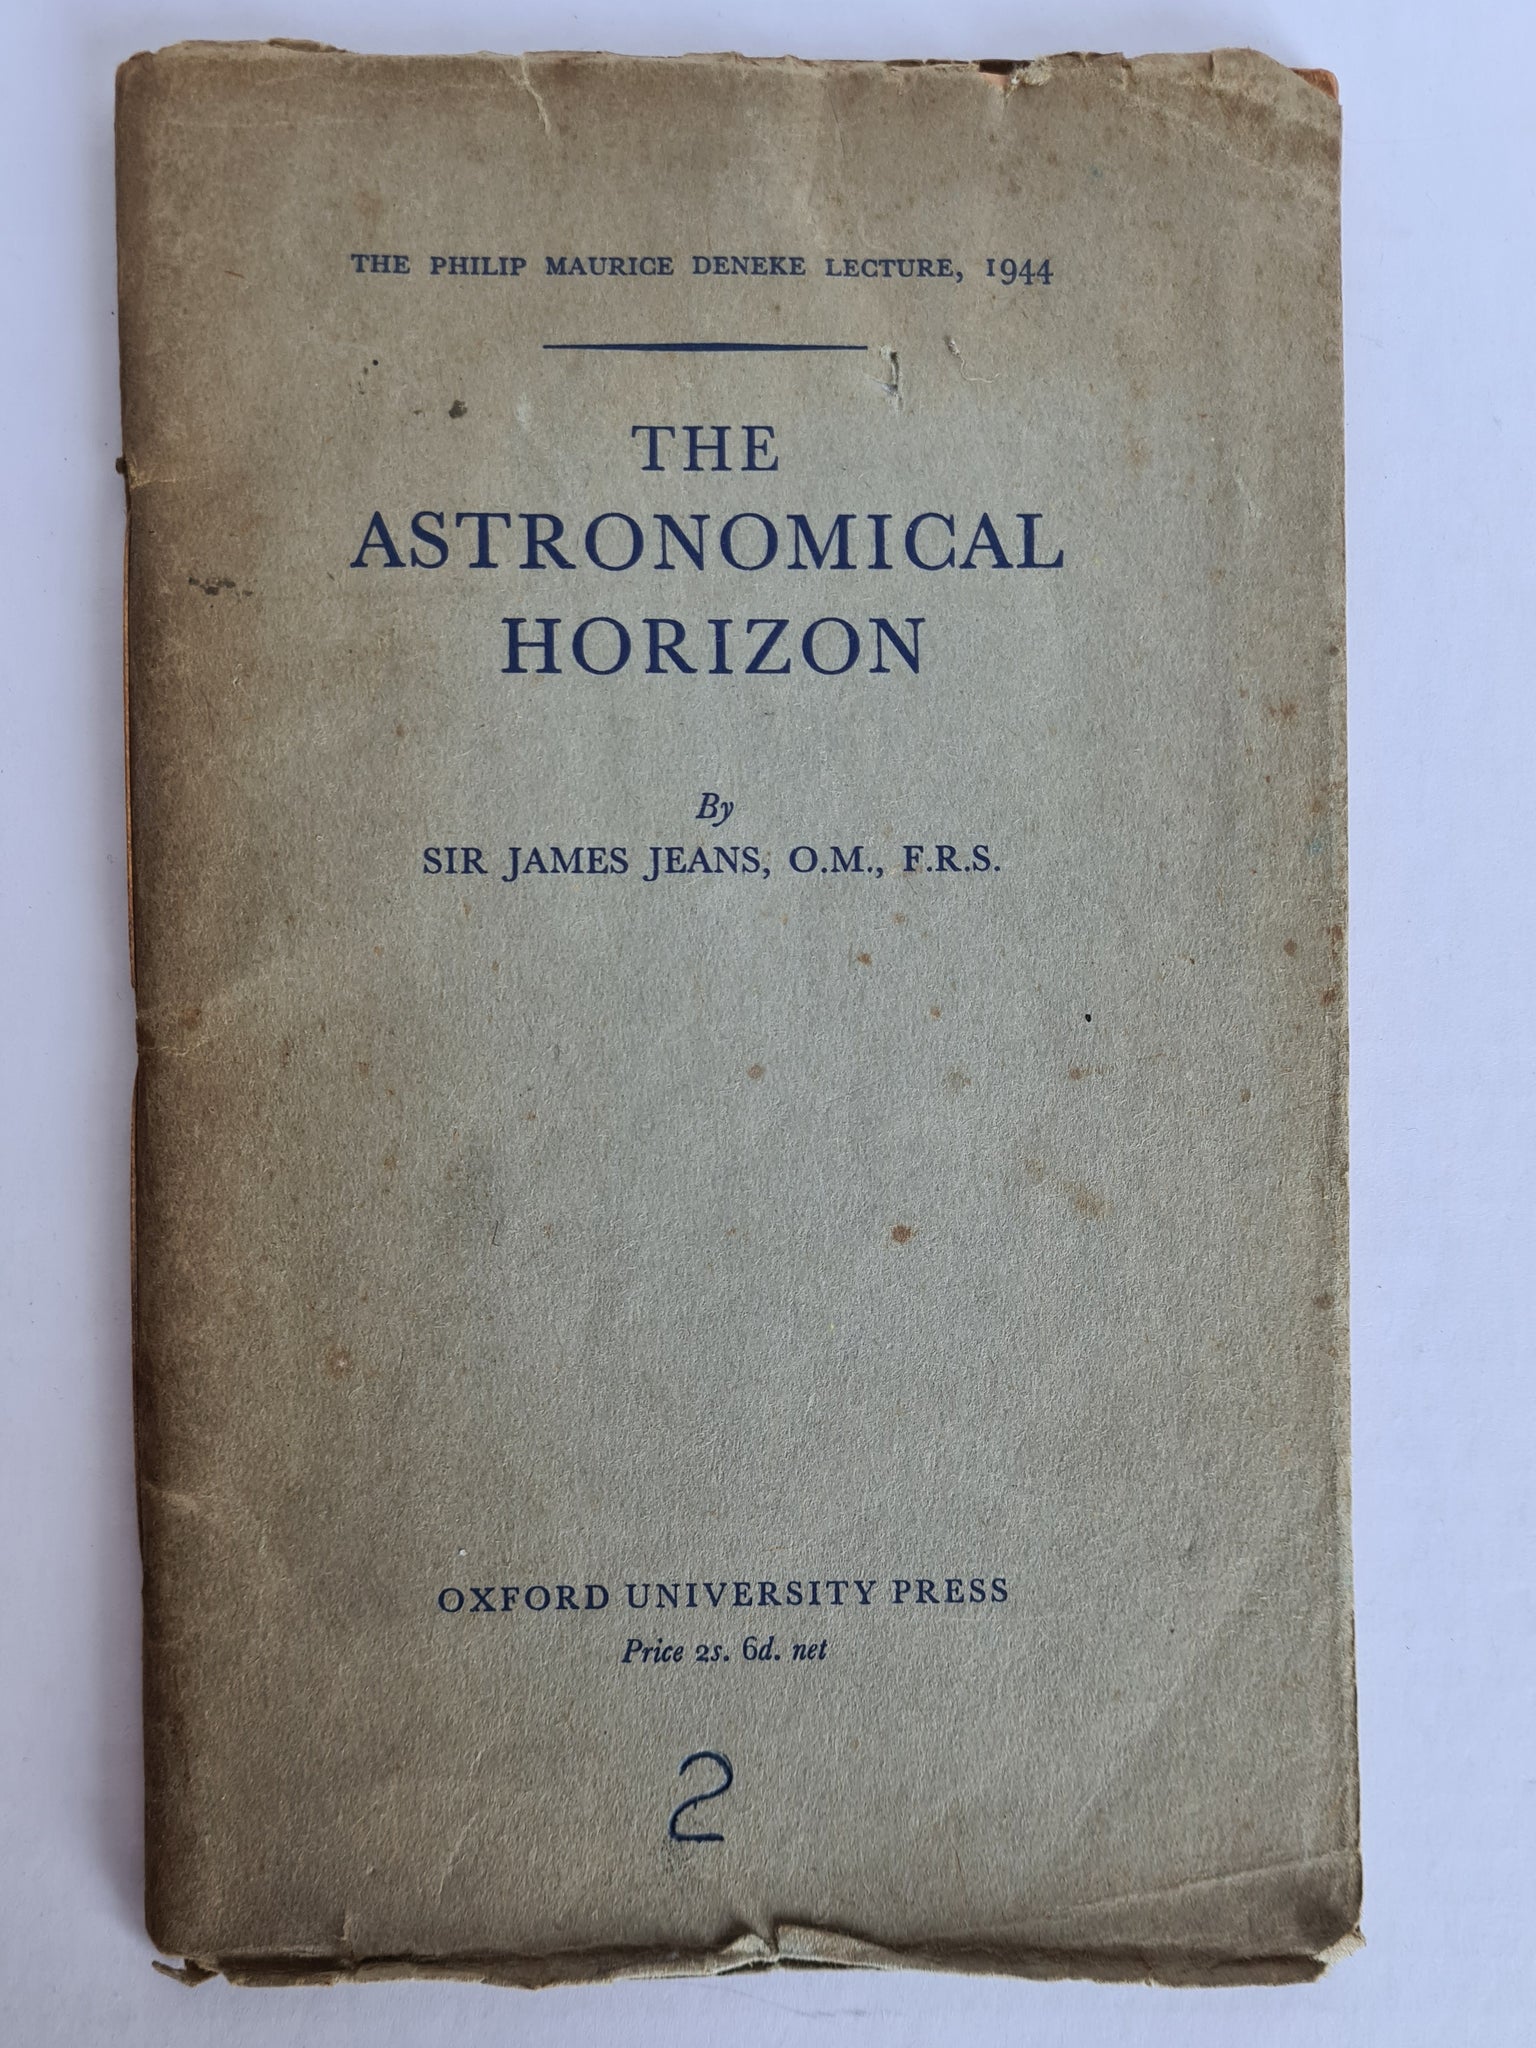 THE PHILIP MAURICE DENEKE LECTURE, 1944
THE
ASTRONOMICAL
HORIZON
By
SIR JAMES JEANS, O.M., F.R.S.
OXFORD UNIVERSITY PRESS
Price 2s. 6d. net
2